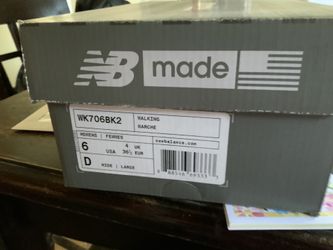 NB made
WK706BK2
WALKING
MARCHE
WOMENS | FEMMES
newbalance.com
6 USA 4 UK
36½ EUR
D WIDE | LARGE